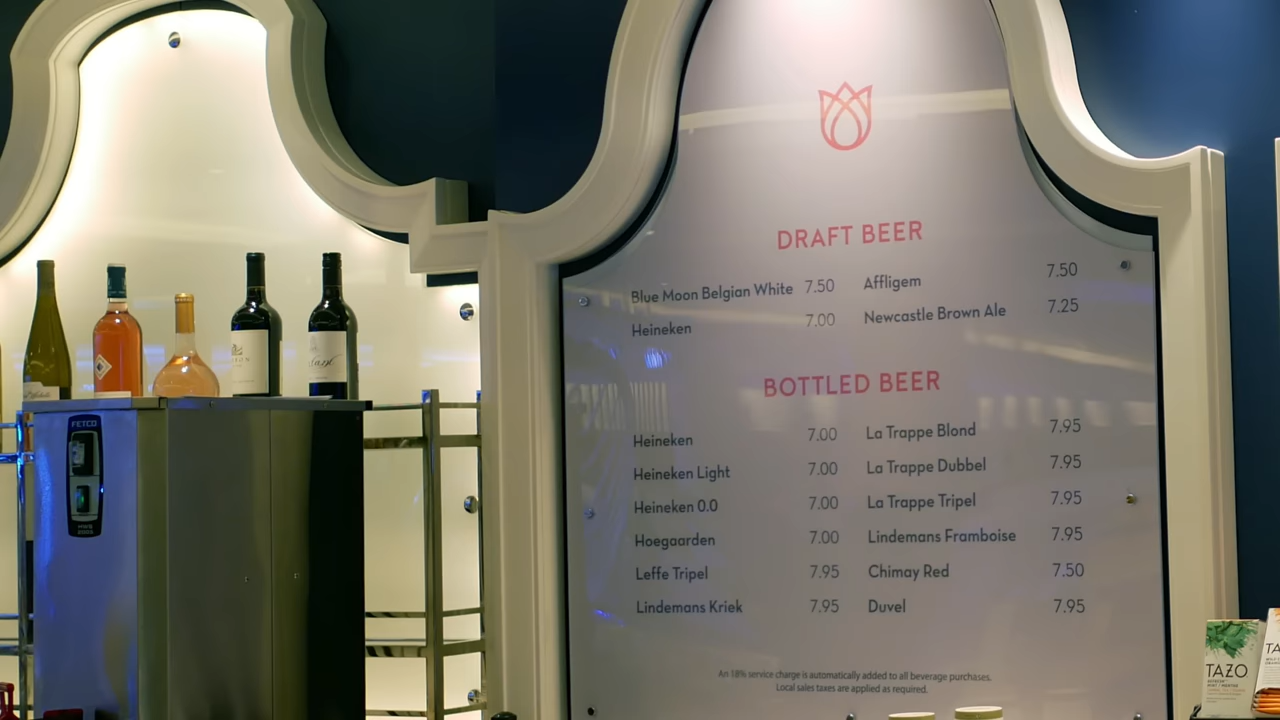 DRAFT BEER
Blue Moon Belgian White 7.50
Heineken 7.00
Affligem 7.50
Newcastle Brown Ale 7.25
BOTTLED BEER
Heineken 7.00
Heineken Light 7.00
Heineken 0.0 7.00
Hoegaarden 7.00
Leffe Tripel 7.95
Lindemans Kriek 7.95
La Trappe Blond 7.95
La Trappe Dubbel 7.95
La Trappe Tripel 7.95
Lindemans Framboise 7.95
Chimay Red 7.50
Duvel 7.95
An 18% service charge is automatically added to all beverage purchases.
Local sales taxes are applied as required.
FETCO
TAZO